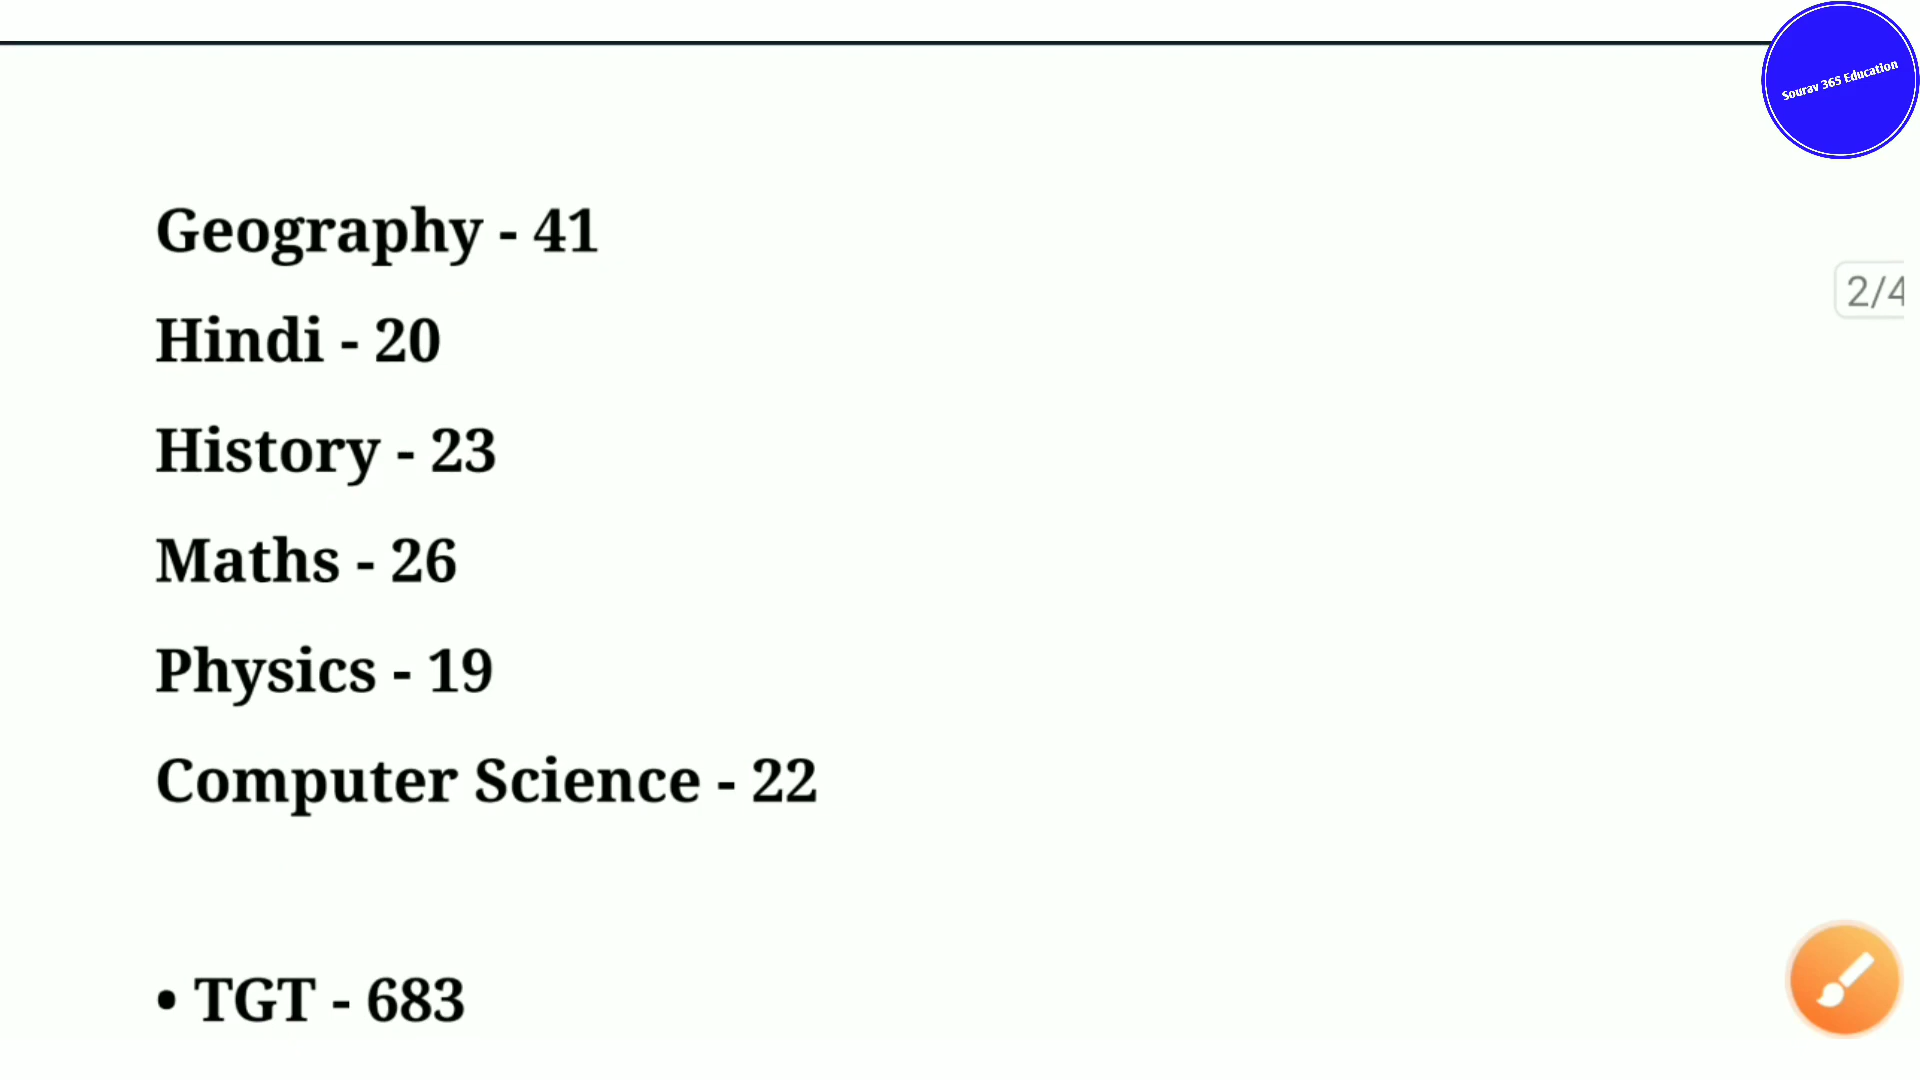 Sourav 365 Education
Geography - 41
2/4
Hindi - 20
History - 23
Maths - 26
Physics - 19
Computer Science - 22
• TGT - 683